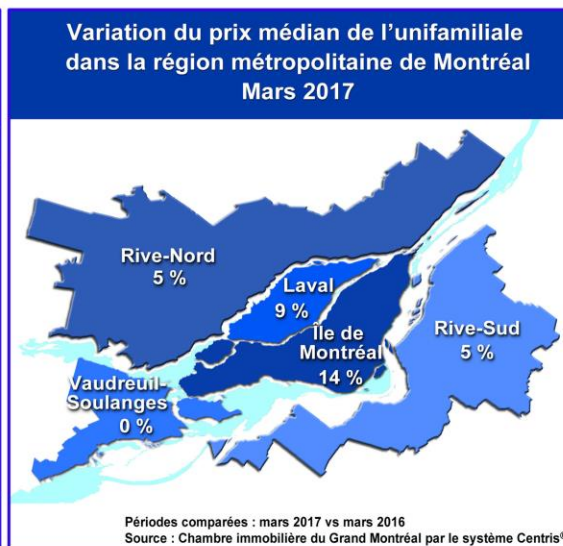 Variation du prix médian de l'unifamiliale
dans la région métropolitaine de Montréal
Mars 2017
Rive-Nord
5 %
Laval
9 %
Île de
Montréal
14 %
Rive-Sud
5 %
Vaudreuil-
Soulanges
0 %
Périodes comparées : mars 2017 vs mars 2016
Source : Chambre immobilière du Grand Montréal par le système Centris®